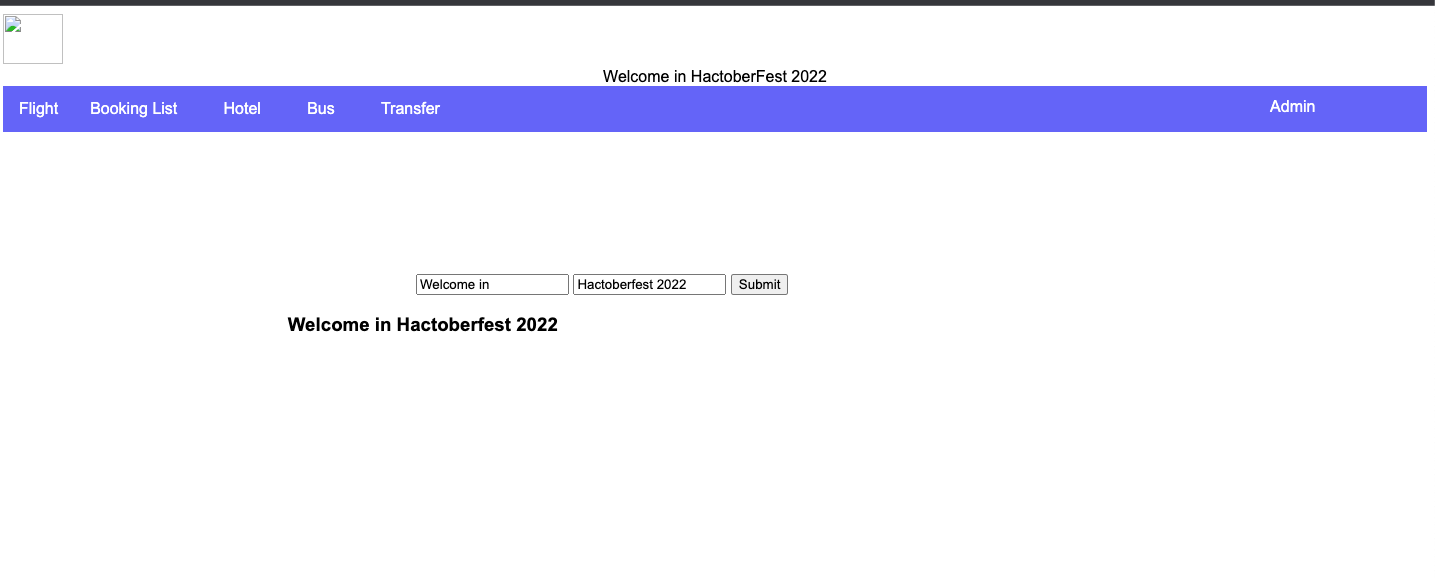 Welcome in HactoberFest 2022
Flight Booking List Hotel Bus Transfer Admin
Welcome in Hactoberfest 2022 Submit
Welcome in Hactoberfest 2022